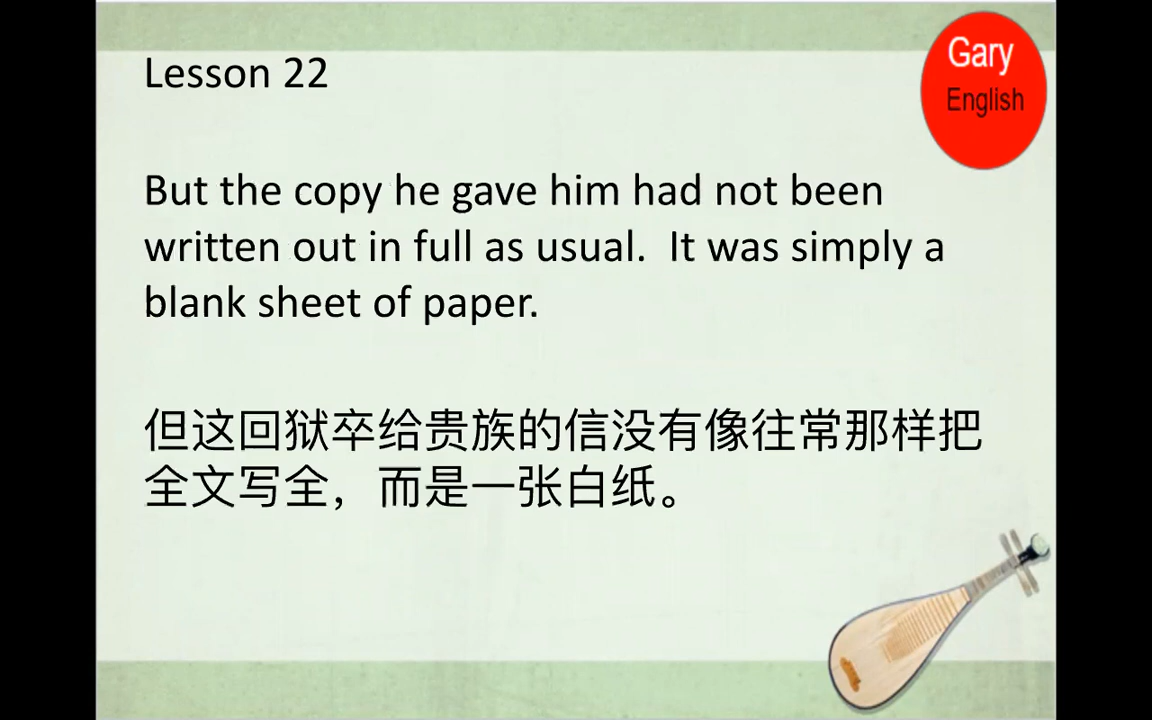 Lesson 22
Gary
English
But the copy he gave him had not been
written out in full as usual.  It was simply a
blank sheet of paper.
但这回狱卒给贵族的信没有像往常那样把
全文写全，而是一张白纸。